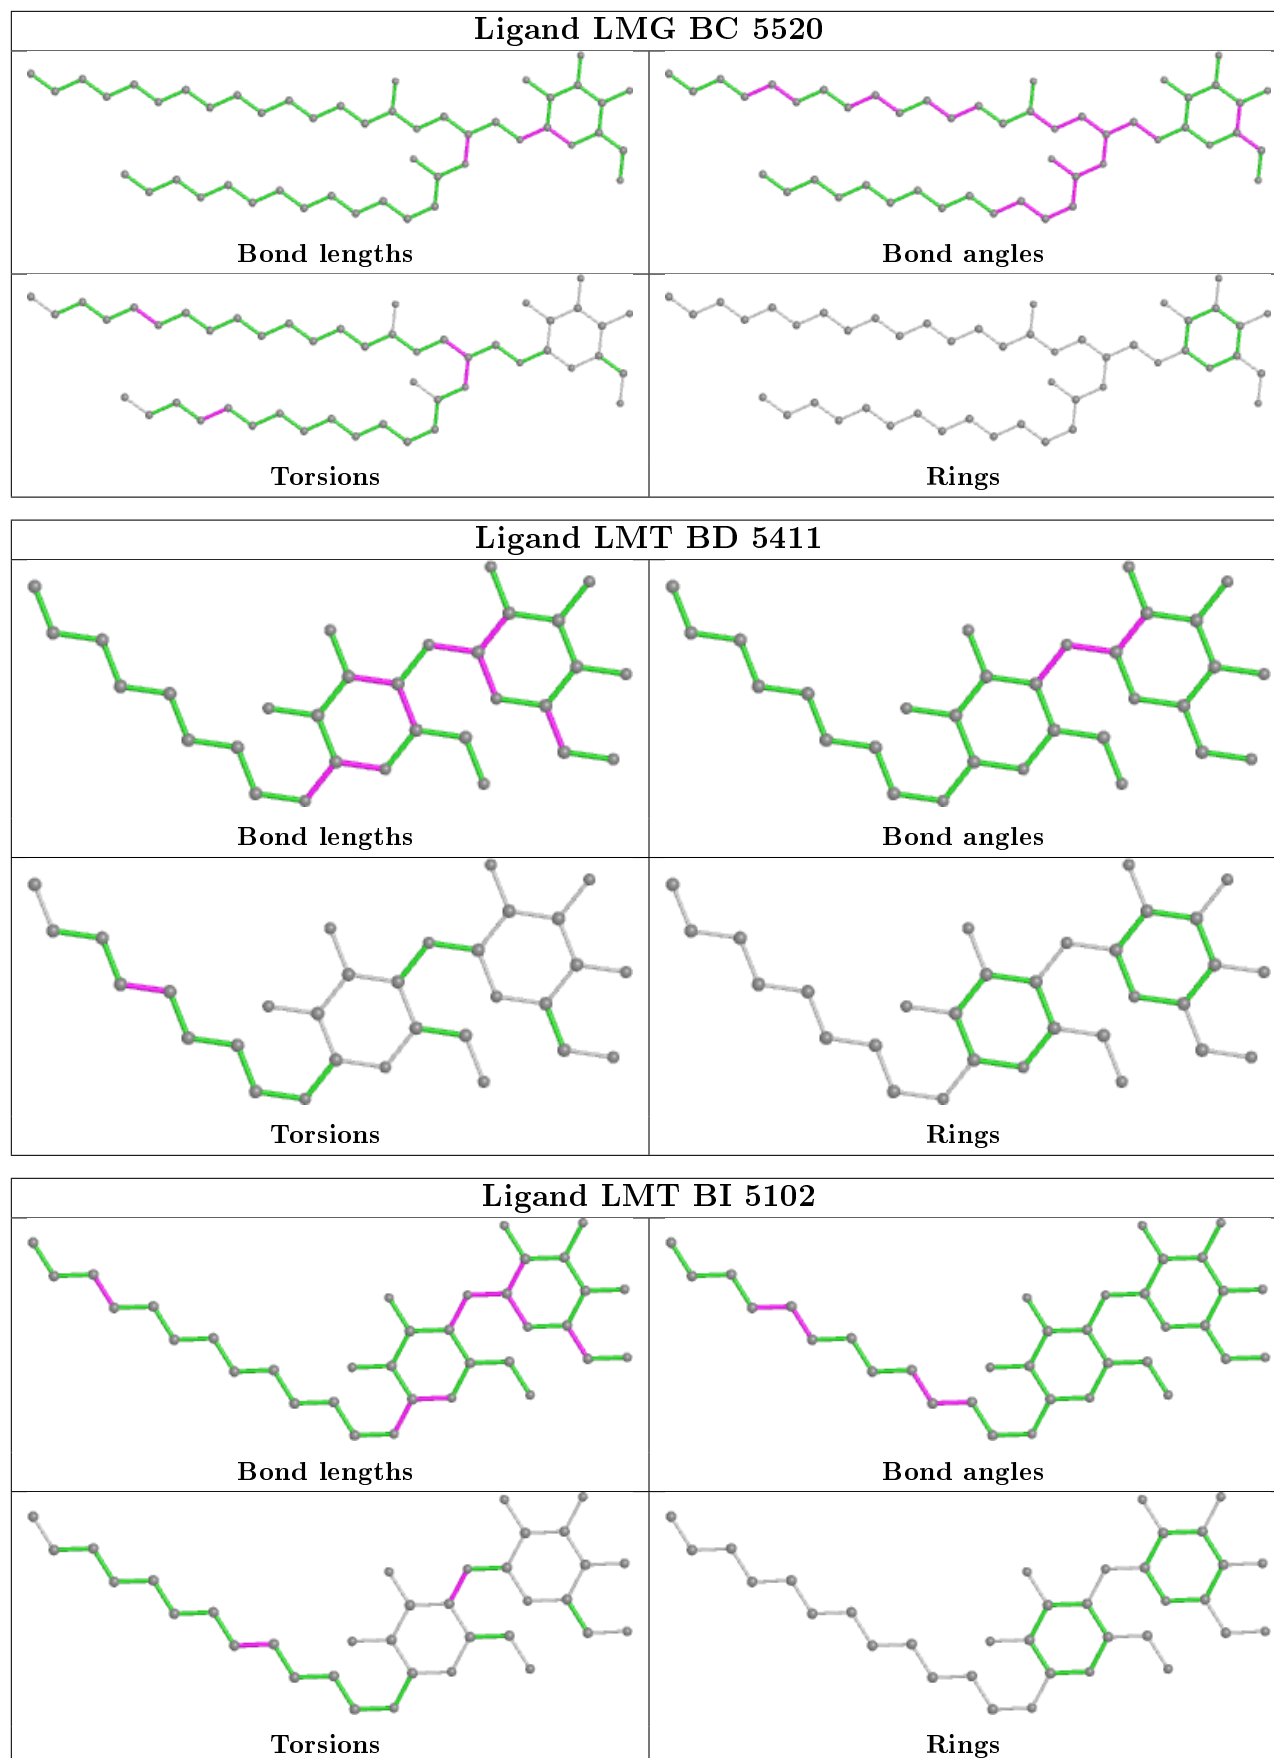 Ligand LMG BC 5520
Bond lengths
Bond angles
Torsions
Rings
Ligand LMT BD 5411
Bond lengths
Bond angles
Torsions
Rings
Ligand LMT BI 5102
Bond lengths
Bond angles
Torsions
Rings